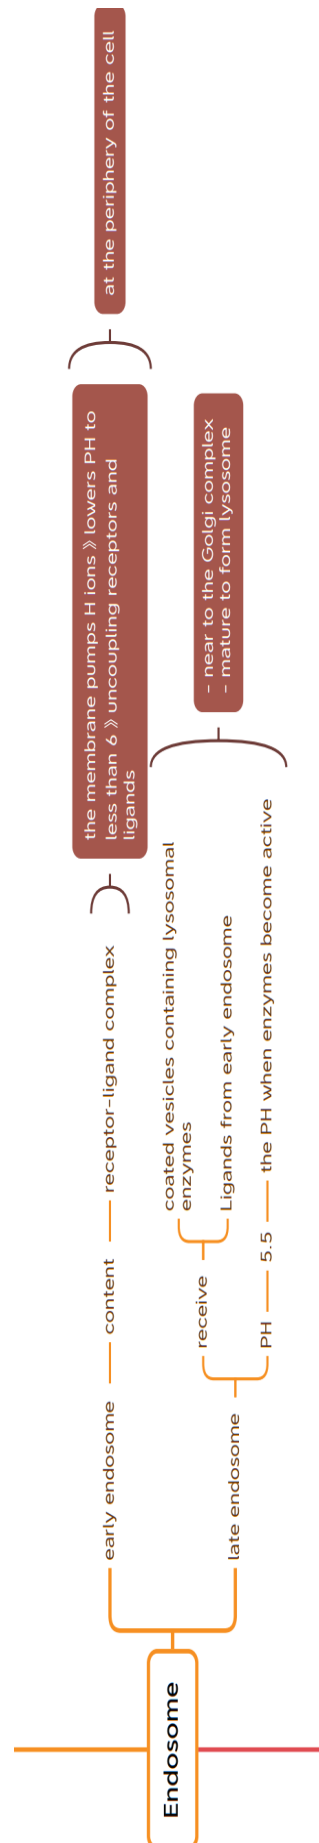 Endosome
early endosome
content
receptor-ligand complex
the membrane pumps H ions 》 lowers PH to
less than 6 》 uncoupling receptors and
ligands
at the periphery of the cell
late endosome
receive
coated vesicles containing lysosomal
enzymes
Ligands from early endosome
PH
5.5
the PH when enzymes become active
- near to the Golgi complex
- mature to form lysosome